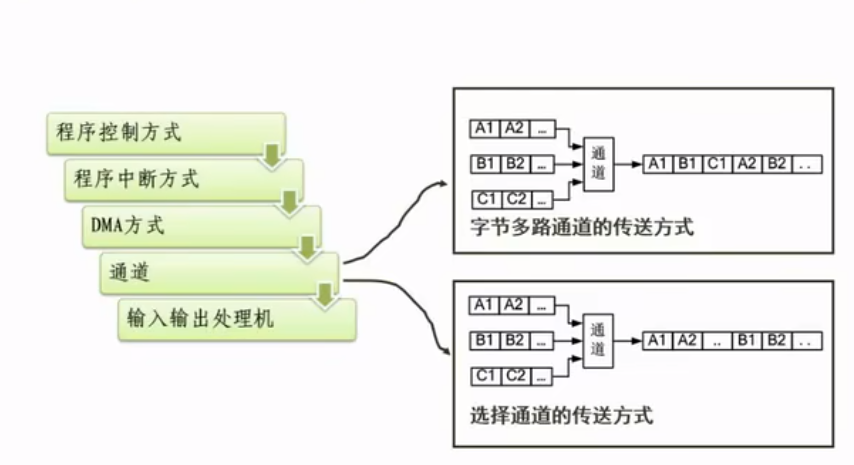 程序控制方式
程序中断方式
DMA方式
通道
输入输出处理机
A1 A2 ...
B1 B2 ...
C1 C2 ...
通道
A1 B1 C1 A2 B2 ..
字节多路通道的传送方式
A1 A2 ...
B1 B2 ...
C1 C2 ...
通道
A1 A2 .. B1 B2 ..
选择通道的传送方式